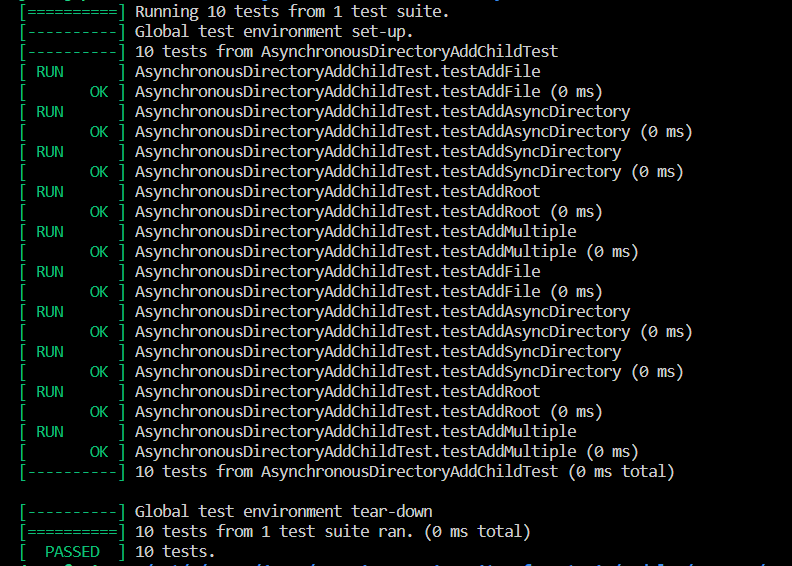 [==========] Running 10 tests from 1 test suite.
[----------] Global test environment set-up.
[----------] 10 tests from AsynchronousDirectoryAddChildTest
[ RUN      ] AsynchronousDirectoryAddChildTest.testAddFile
[       OK ] AsynchronousDirectoryAddChildTest.testAddFile (0 ms)
[ RUN      ] AsynchronousDirectoryAddChildTest.testAddAsyncDirectory
[       OK ] AsynchronousDirectoryAddChildTest.testAddAsyncDirectory (0 ms)
[ RUN      ] AsynchronousDirectoryAddChildTest.testAddSyncDirectory
[       OK ] AsynchronousDirectoryAddChildTest.testAddSyncDirectory (0 ms)
[ RUN      ] AsynchronousDirectoryAddChildTest.testAddRoot
[       OK ] AsynchronousDirectoryAddChildTest.testAddRoot (0 ms)
[ RUN      ] AsynchronousDirectoryAddChildTest.testAddMultiple
[       OK ] AsynchronousDirectoryAddChildTest.testAddMultiple (0 ms)
[ RUN      ] AsynchronousDirectoryAddChildTest.testAddFile
[       OK ] AsynchronousDirectoryAddChildTest.testAddFile (0 ms)
[ RUN      ] AsynchronousDirectoryAddChildTest.testAddAsyncDirectory
[       OK ] AsynchronousDirectoryAddChildTest.testAddAsyncDirectory (0 ms)
[ RUN      ] AsynchronousDirectoryAddChildTest.testAddSyncDirectory
[       OK ] AsynchronousDirectoryAddChildTest.testAddSyncDirectory (0 ms)
[ RUN      ] AsynchronousDirectoryAddChildTest.testAddRoot
[       OK ] AsynchronousDirectoryAddChildTest.testAddRoot (0 ms)
[ RUN      ] AsynchronousDirectoryAddChildTest.testAddMultiple
[       OK ] AsynchronousDirectoryAddChildTest.testAddMultiple (0 ms)
[----------] 10 tests from AsynchronousDirectoryAddChildTest (0 ms total)
[----------] Global test environment tear-down
[==========] 10 tests from 1 test suite ran. (0 ms total)
[  PASSED  ] 10 tests.